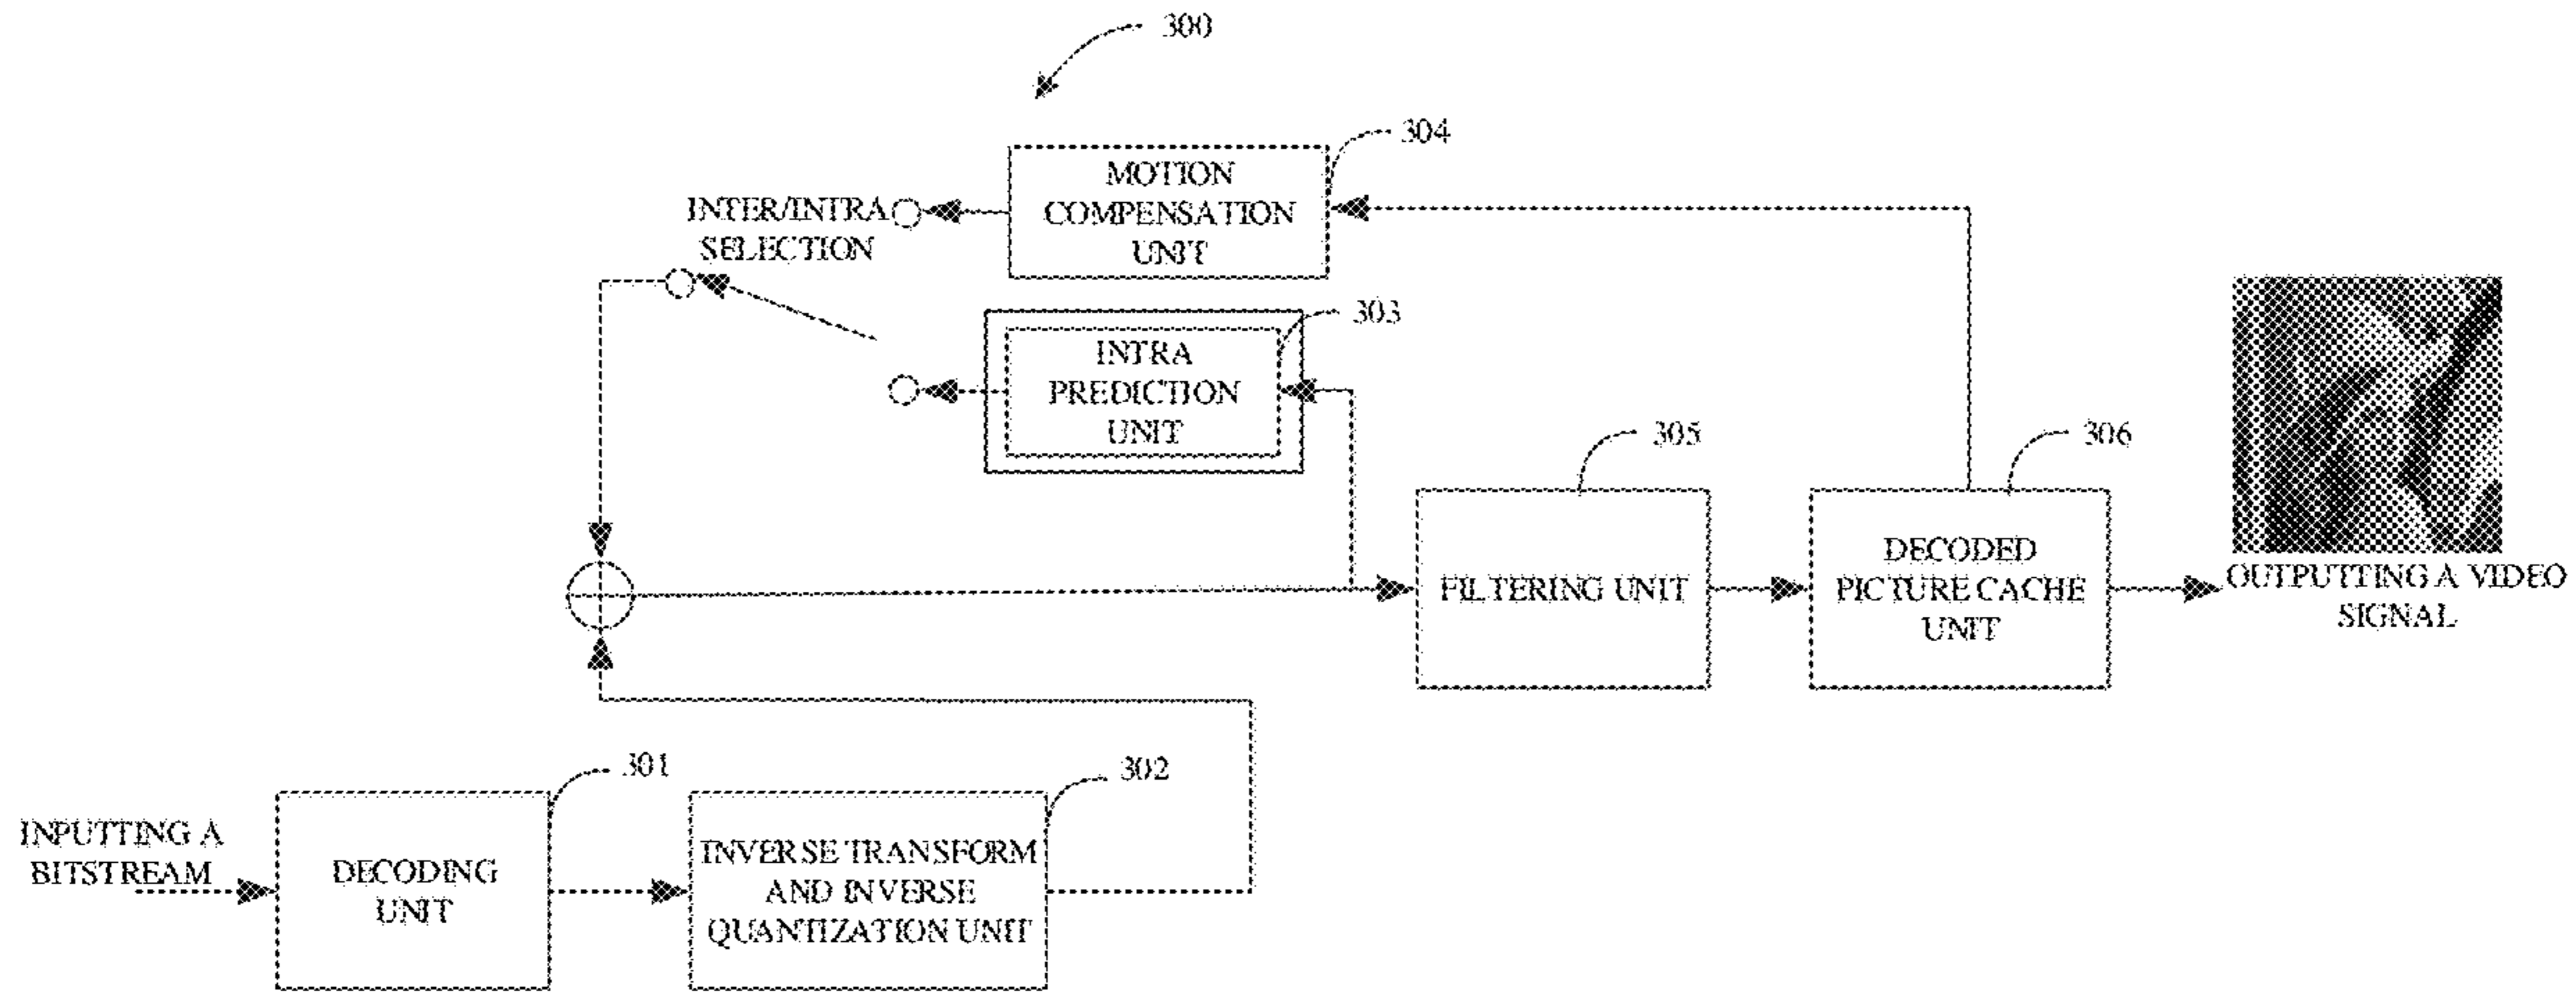 300
304
MOTION
COMPENSATION
UNIT
INTER/INTRA
SELECTION
303
INTRA
PREDICTION
UNIT
305
FILTERING UNIT
306
DECODED
PICTURE CACHE
UNIT
OUTPUTTING A VIDEO
SIGNAL
301
302
INPUTTING A
BITSTREAM
DECODING
UNIT
INVERSE TRANSFORM
AND INVERSE
QUANTIZATION UNIT